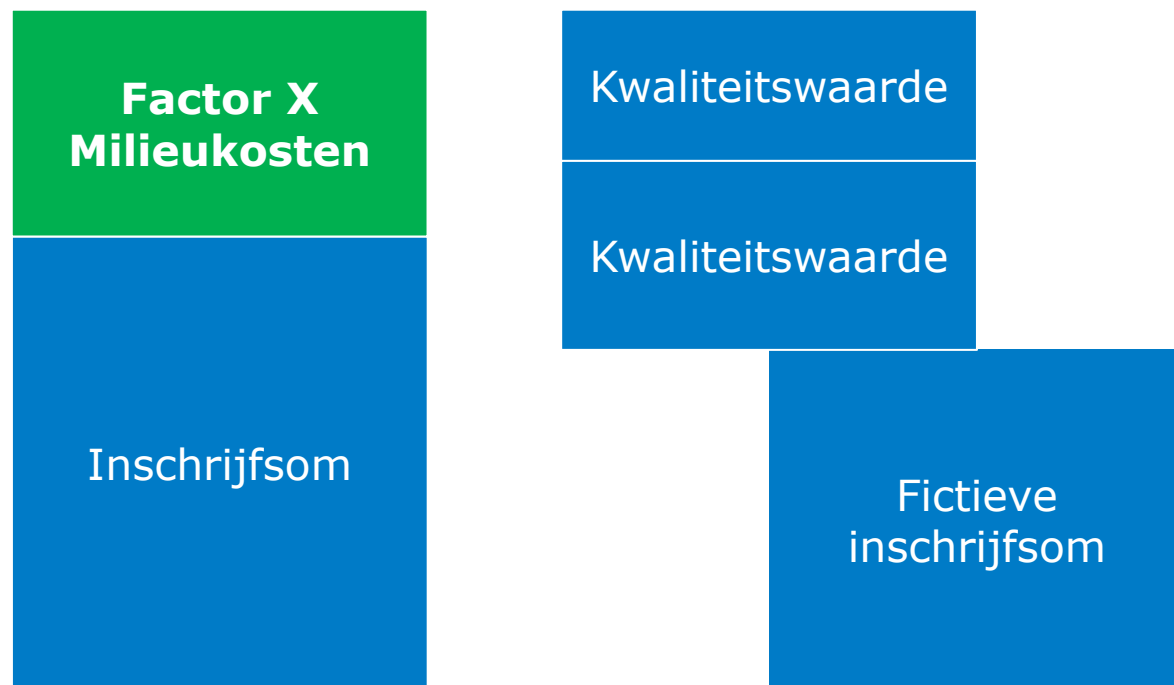 Factor X
Milieukosten
Inschrijfsom
Kwaliteitswaarde
Kwaliteitswaarde
Fictieve
inschrijfsom